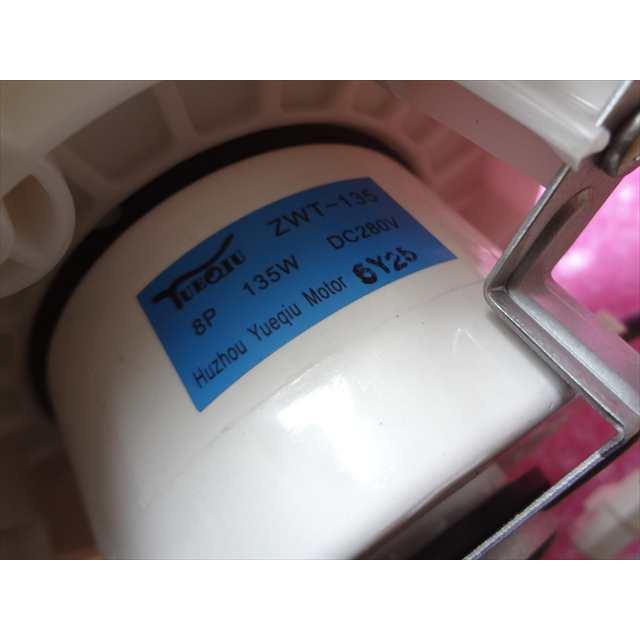 YUEQIU ZWT-135
8P 135W DC280V
Huzhou Yueqiu Motor 6Y25